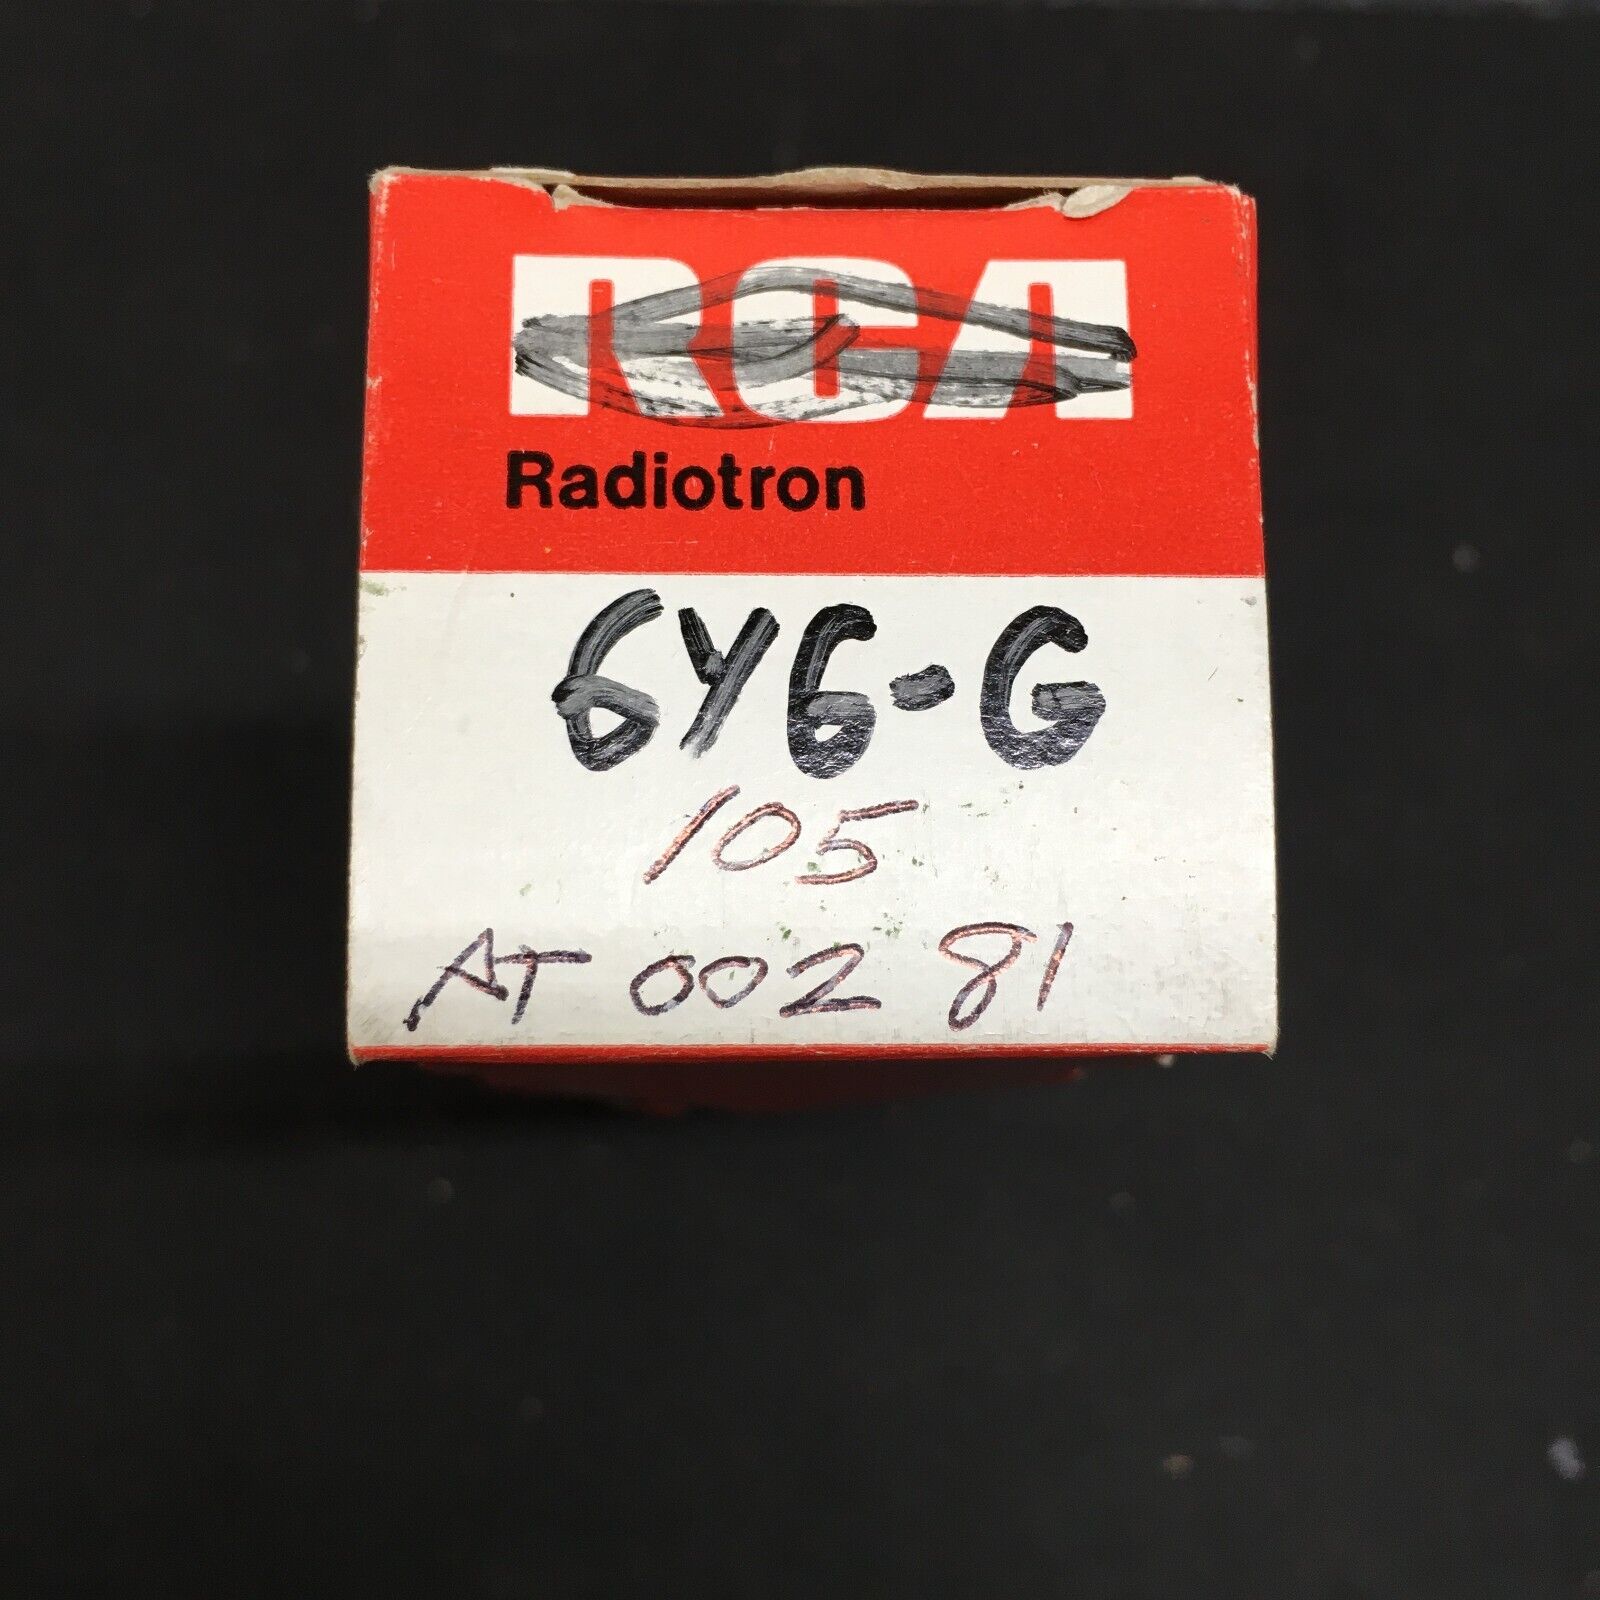 RCA
Radiotron
6Y6-G
105
AT 002 81